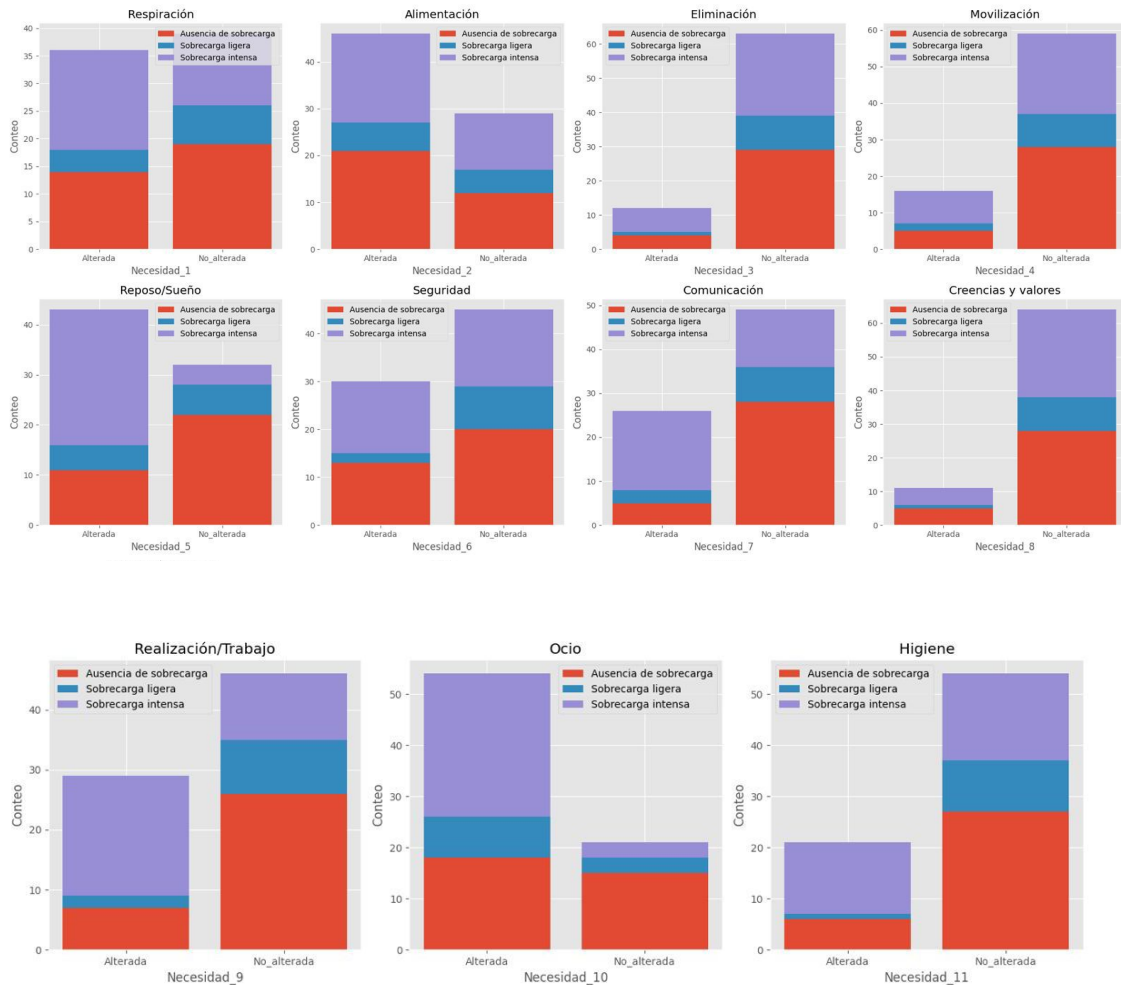 Respiración
Ausencia de sobrecarga
Sobrecarga ligera
Sobrecarga intensa
Conteo
40
35
30
25
20
15
10
5
0
Alterada No_alterada
Necesidad_1
Alimentación
Ausencia de sobrecarga
Sobrecarga ligera
Sobrecarga intensa
Conteo
40
30
20
10
0
Alterada No_alterada
Necesidad_2
Eliminación
Ausencia de sobrecarga
Sobrecarga ligera
Sobrecarga intensa
Conteo
60
50
40
30
20
10
0
Alterada No_alterada
Necesidad_3
Movilización
Ausencia de sobrecarga
Sobrecarga ligera
Sobrecarga intensa
Conteo
60
50
40
30
20
10
0
Alterada No_alterada
Necesidad_4
Reposo/Sueño
Ausencia de sobrecarga
Sobrecarga ligera
Sobrecarga intensa
Conteo
40
30
20
10
0
Alterada No_alterada
Necesidad_5
Seguridad
Ausencia de sobrecarga
Sobrecarga ligera
Sobrecarga intensa
Conteo
40
30
20
10
0
Alterada No_alterada
Necesidad_6
Comunicación
Ausencia de sobrecarga
Sobrecarga ligera
Sobrecarga intensa
Conteo
50
40
30
20
10
0
Alterada No_alterada
Necesidad_7
Creencias y valores
Ausencia de sobrecarga
Sobrecarga ligera
Sobrecarga intensa
Conteo
60
50
40
30
20
10
0
Alterada No_alterada
Necesidad_8
Realización/Trabajo
Ausencia de sobrecarga
Sobrecarga ligera
Sobrecarga intensa
Conteo
40
30
20
10
0
Alterada No_alterada
Necesidad_9
Ocio
Ausencia de sobrecarga
Sobrecarga ligera
Sobrecarga intensa
Conteo
50
40
30
20
10
0
Alterada No_alterada
Necesidad_10
Higiene
Ausencia de sobrecarga
Sobrecarga ligera
Sobrecarga intensa
Conteo
50
40
30
20
10
0
Alterada No_alterada
Necesidad_11